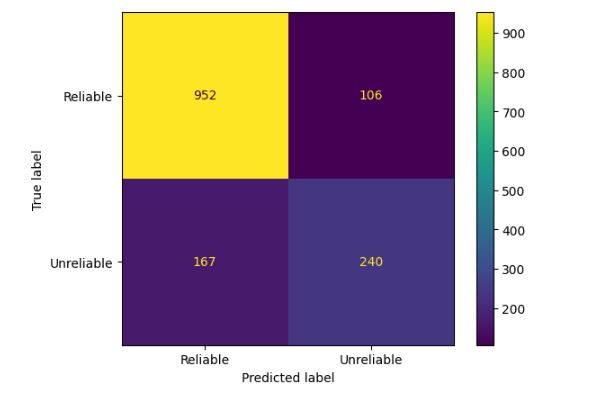 Reliable
Unreliable
True label
952
106
167
240
Reliable
Unreliable
Predicted label
900
800
700
600
500
400
300
200